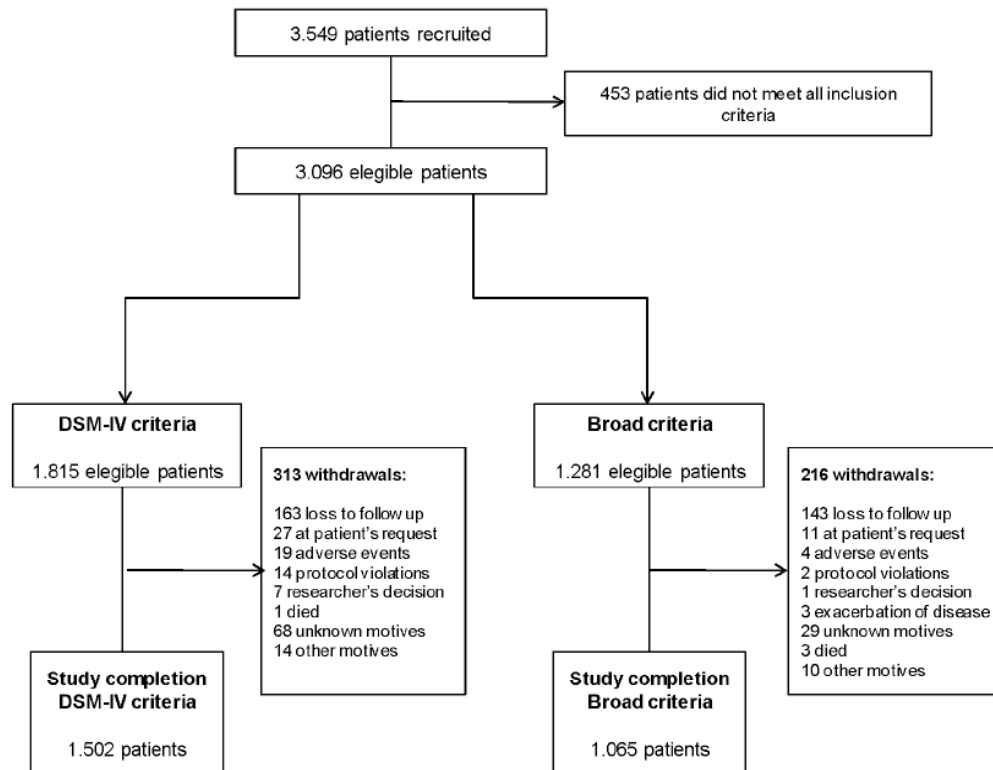 3.549 patients recruited
453 patients did not meet all inclusion
criteria
3.096 elegible patients
DSM-IV criteria
1.815 elegible patients
313 withdrawals:
163 loss to follow up
27 at patient's request
19 adverse events
14 protocol violations
7 researcher's decision
1 died
68 unknown motives
14 other motives
Study completion
DSM-IV criteria
1.502 patients
Broad criteria
1.281 elegible patients
216 withdrawals:
143 loss to follow up
11 at patient's request
4 adverse events
2 protocol violations
1 researcher's decision
3 exacerbation of disease
29 unknown motives
3 died
10 other motives
Study completion
Broad criteria
1.065 patients